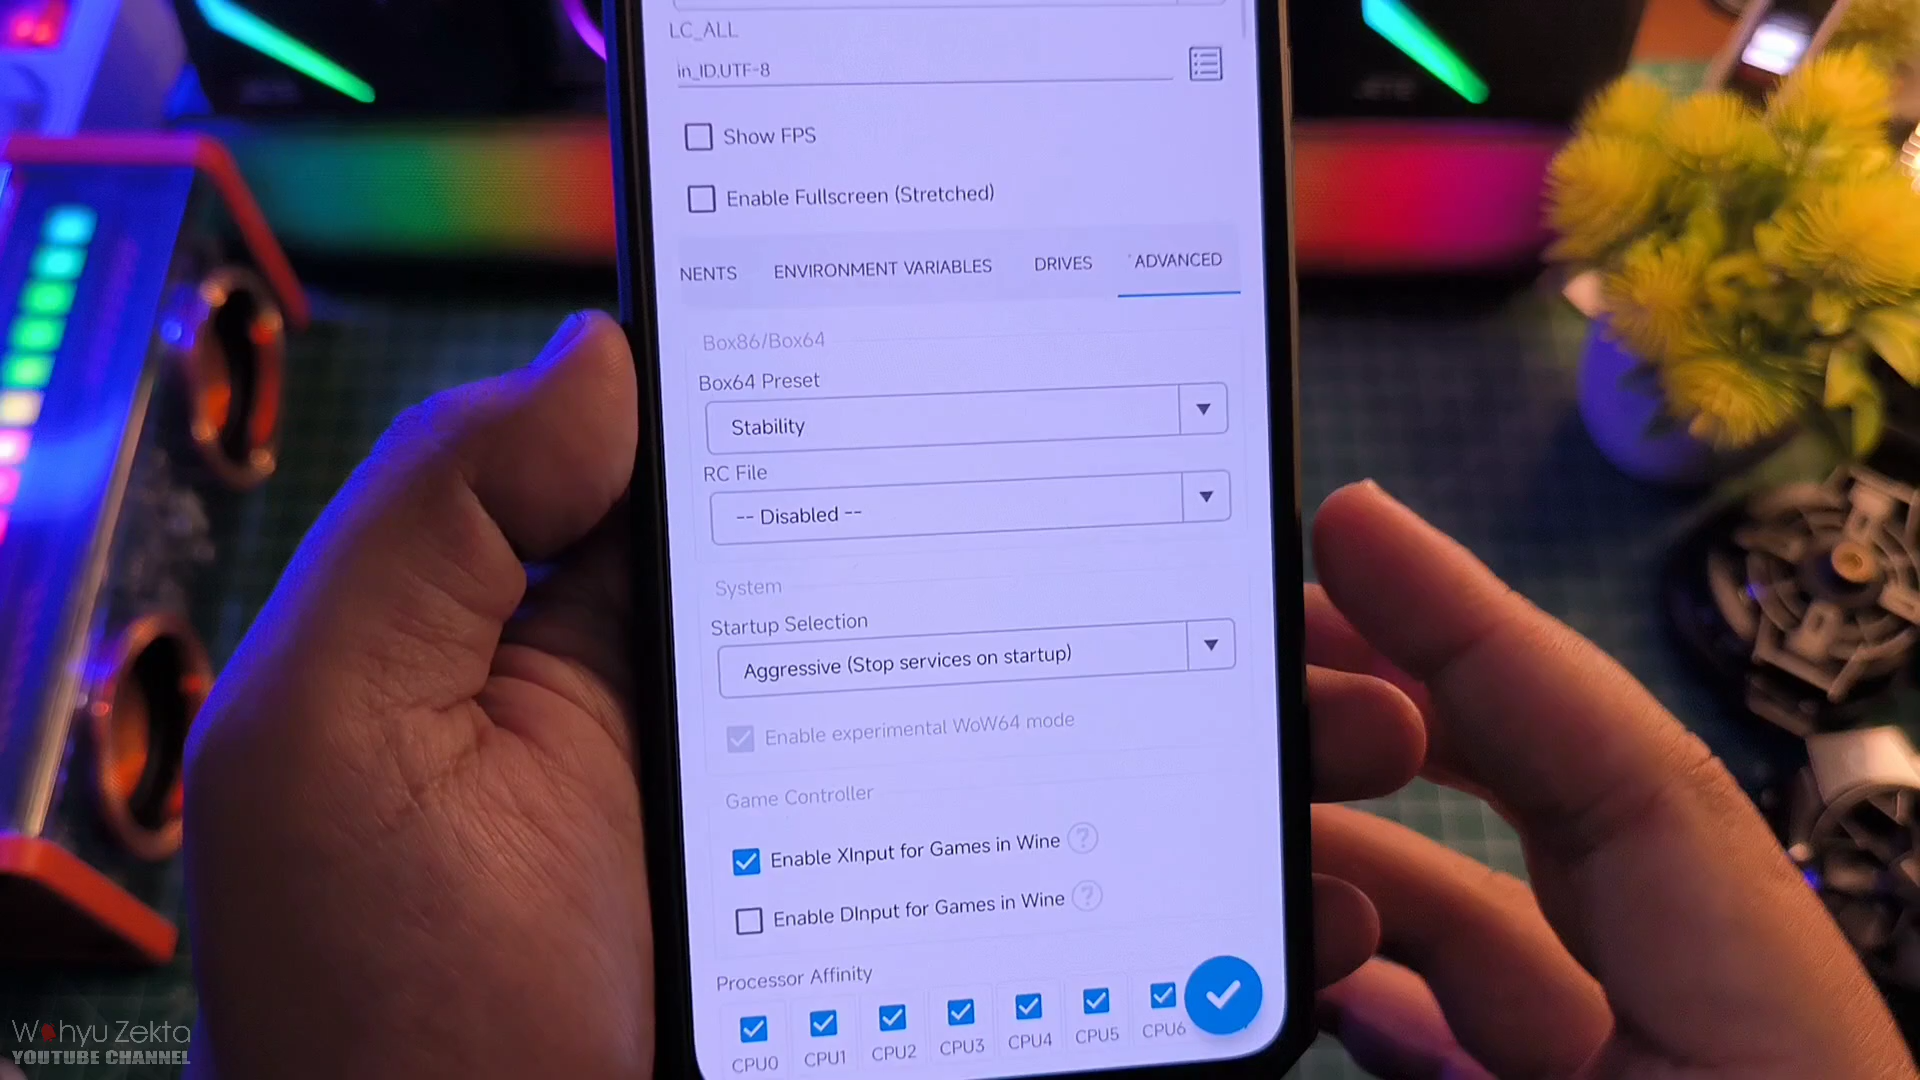 LC_ALL
in_ID.UTF-8
Show FPS
Enable Fullscreen (Stretched)
NENTS ENVIRONMENT VARIABLES DRIVES ADVANCED
Box86/Box64
Box64 Preset
Stability
RC File
-- Disabled --
System
Startup Selection
Aggressive (Stop services on startup)
Enable experimental WoW64 mode
Game Controller
Enable XInput for Games in Wine ?
Enable DInput for Games in Wine ?
Processor Affinity
CPU0 CPU1 CPU2 CPU3 CPU4 CPU5 CPU6
Wahyu Zekta
YOUTUBE CHANNEL